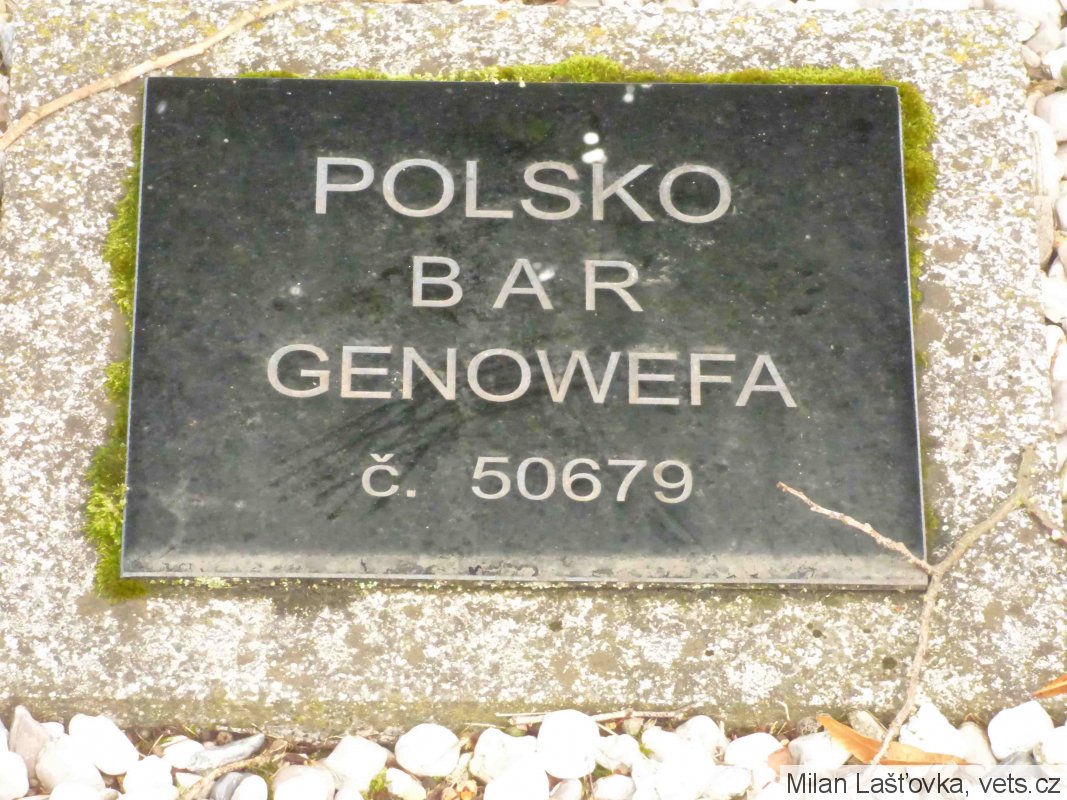 POLSKO
BAR
GENOWEFA
č. 50679
Milan Lašťovka, vets.cz